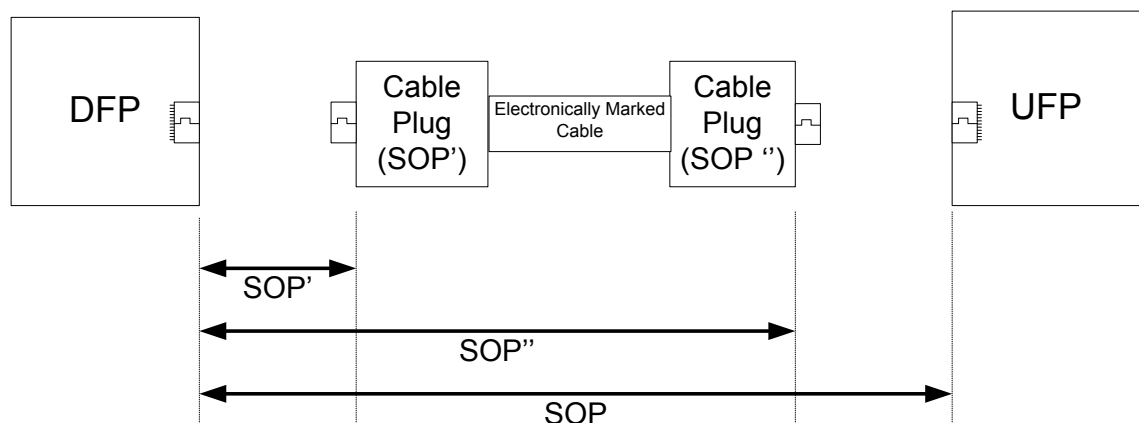 DFP
Cable
Plug
(SOP’)
Electronically Marked
Cable
Cable
Plug
(SOP ‘’)
UFP
SOP’
SOP’’
SOP